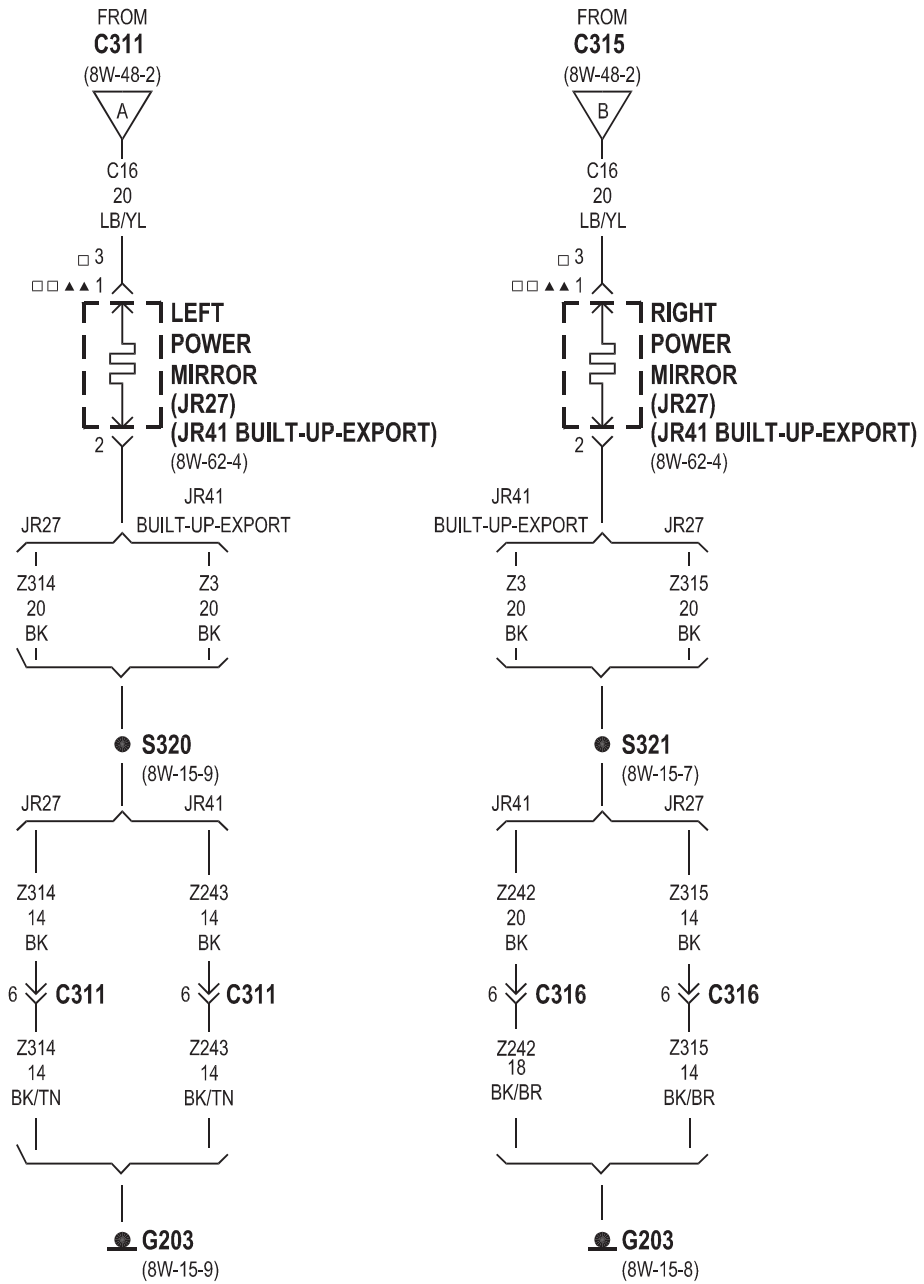 FROM
C311
(8W-48-2)
A
C16
20
LB/YL
□ 3
□ □ ▲ ▲ 1
LEFT
POWER
MIRROR
(JR27)
(JR41 BUILT-UP-EXPORT)
(8W-62-4)
2
JR27
JR41
BUILT-UP-EXPORT
Z314
20
BK
Z3
20
BK
S320
(8W-15-9)
JR27
JR41
Z314
14
BK
Z243
14
BK
6
C311
6
C311
Z314
14
BK/TN
Z243
14
BK/TN
G203
(8W-15-9)
FROM
C315
(8W-48-2)
B
C16
20
LB/YL
□ 3
□ □ ▲ ▲ 1
RIGHT
POWER
MIRROR
(JR27)
(JR41 BUILT-UP-EXPORT)
(8W-62-4)
2
JR41
BUILT-UP-EXPORT
JR27
Z3
20
BK
Z315
20
BK
S321
(8W-15-7)
JR41
JR27
Z242
20
BK
Z315
14
BK
6
C316
6
C316
Z242
18
BK/BR
Z315
14
BK/BR
G203
(8W-15-8)